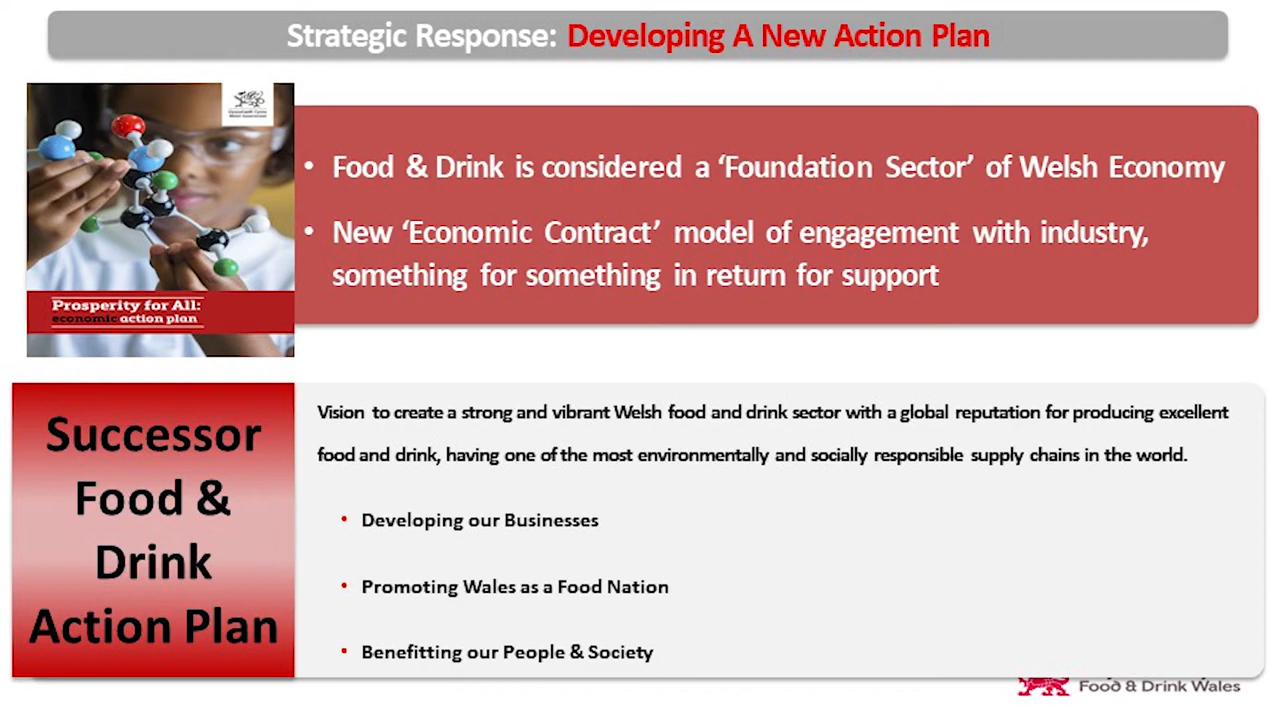 Strategic Response: Developing A New Action Plan
• Food & Drink is considered a ‘Foundation Sector’ of Welsh Economy
• New ‘Economic Contract’ model of engagement with industry,
something for something in return for support
Prosperity for All:
economic action plan
Successor
Food &
Drink
Action Plan
Vision to create a strong and vibrant Welsh food and drink sector with a global reputation for producing excellent
food and drink, having one of the most environmentally and socially responsible supply chains in the world.
• Developing our Businesses
• Promoting Wales as a Food Nation
• Benefitting our People & Society
Food & Drink Wales